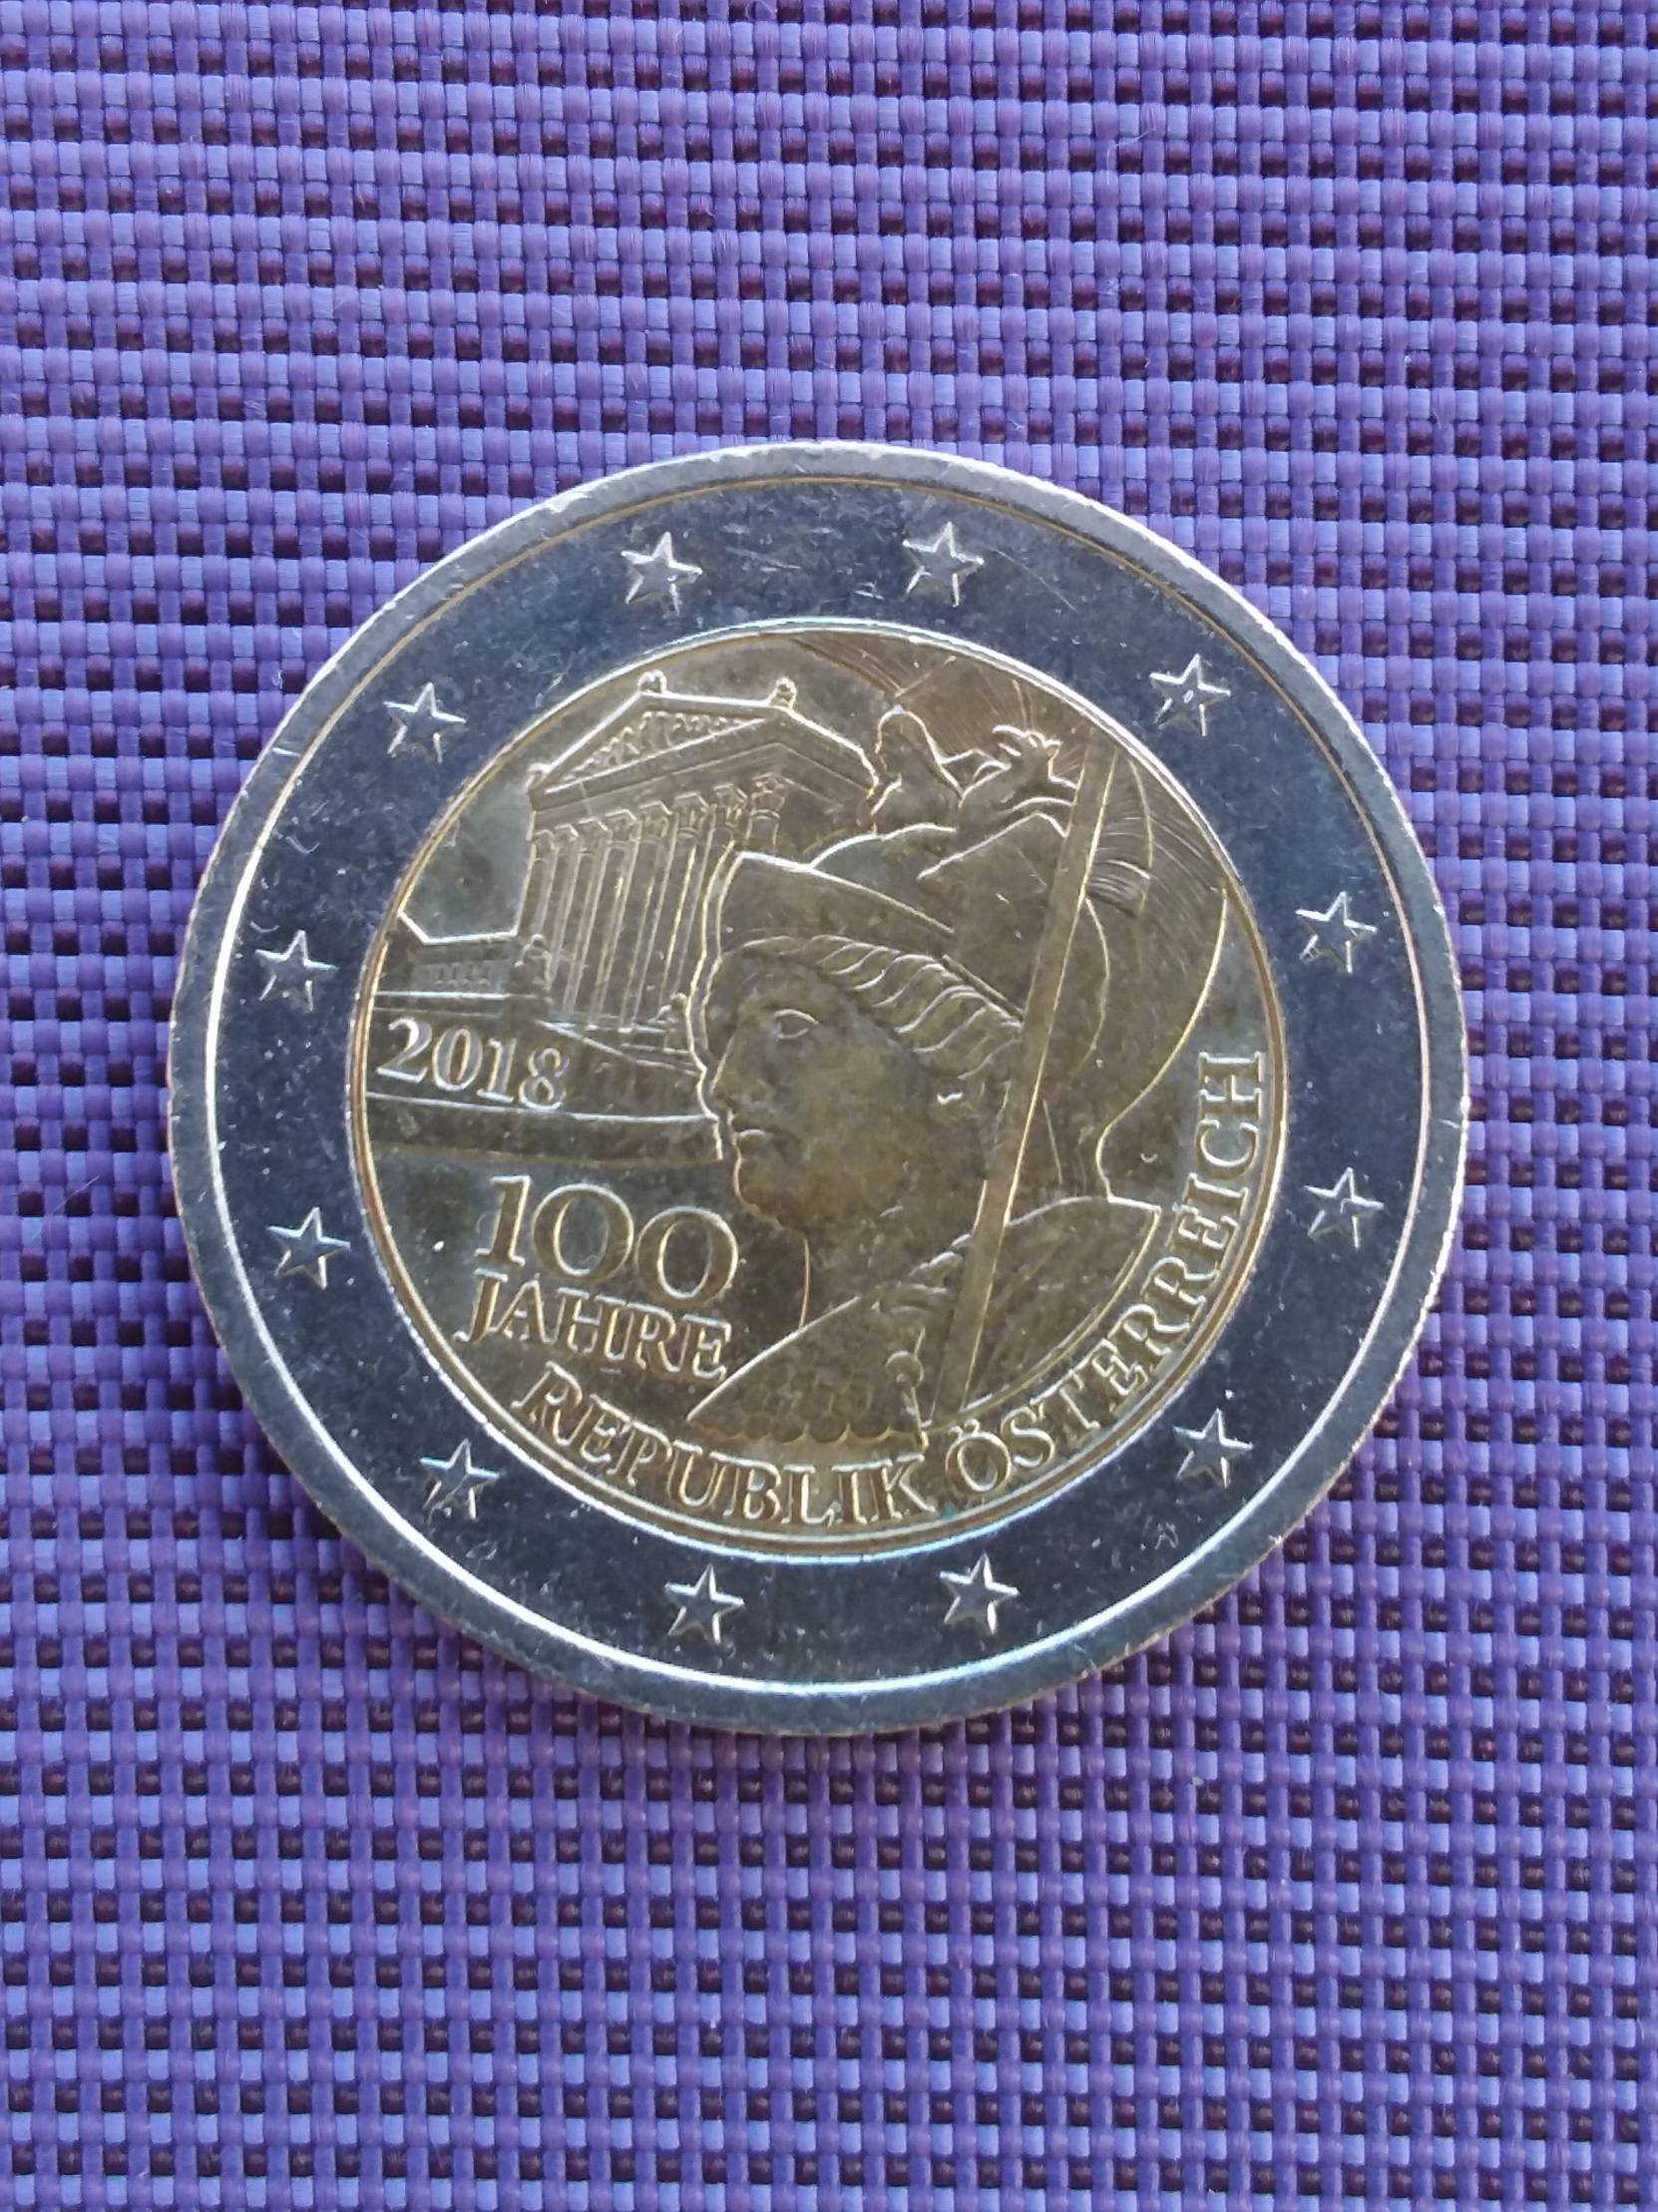 2018
100
JAHRE
REPUBLIK ÖSTERREICH